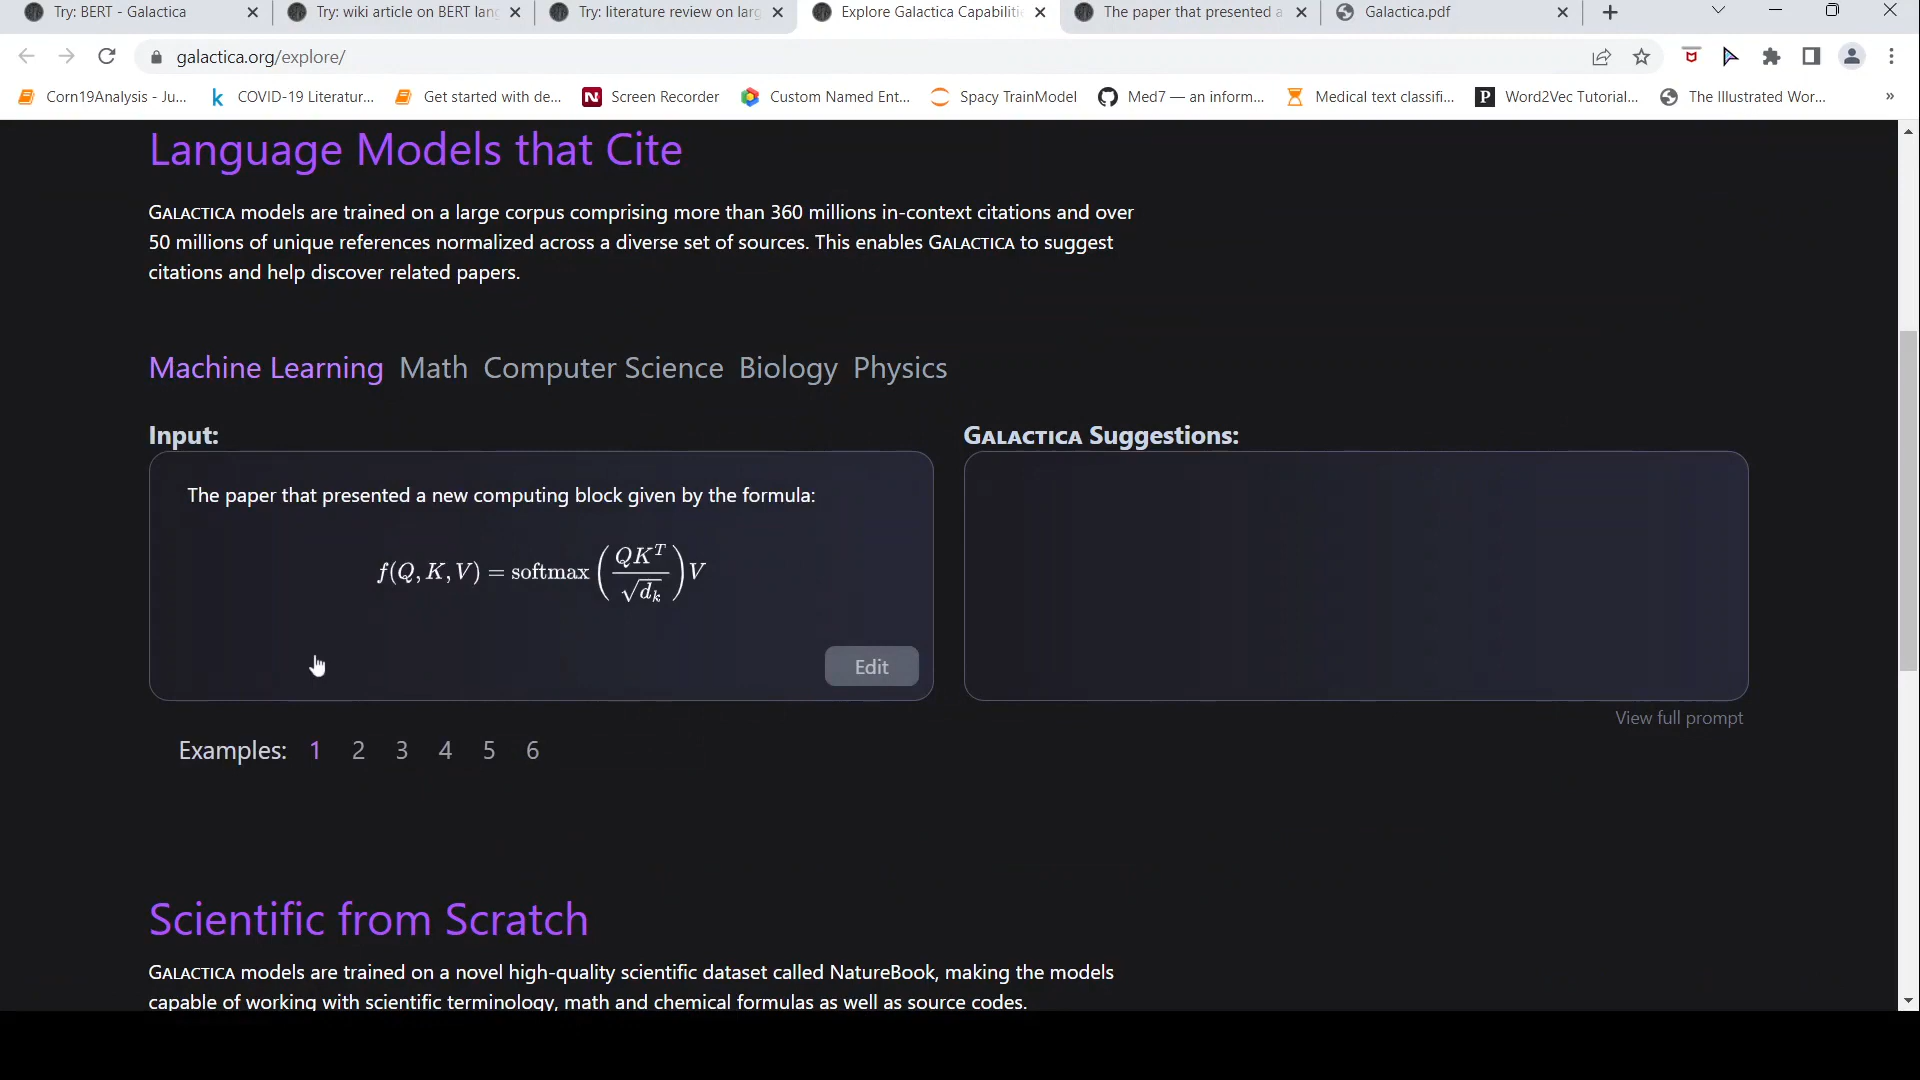 Try: BERT - Galactica
Try: wiki article on BERT lan
Try: literature review on larg
Explore Galactica Capabiliti
The paper that presented a
Galactica.pdf
galactica.org/explore/
Corn19Analysis - Ju...
COVID-19 Literatur...
Get started with de...
N Screen Recorder
Custom Named Ent...
Spacy TrainModel
Med7 — an inform...
Medical text classifi...
P Word2Vec Tutorial...
The Illustrated Wor...
»
Language Models that Cite
GALACTICA models are trained on a large corpus comprising more than 360 millions in-context citations and over
50 millions of unique references normalized across a diverse set of sources. This enables GALACTICA to suggest
citations and help discover related papers.
Machine Learning Math Computer Science Biology Physics
Input:
The paper that presented a new computing block given by the formula:
f(Q, K, V) = softmax(QK^T / √d_k)V
Edit
GALACTICA Suggestions:
View full prompt
Examples: 1 2 3 4 5 6
Scientific from Scratch
GALACTICA models are trained on a novel high-quality scientific dataset called NatureBook, making the models
capable of working with scientific terminology, math and chemical formulas as well as source codes.